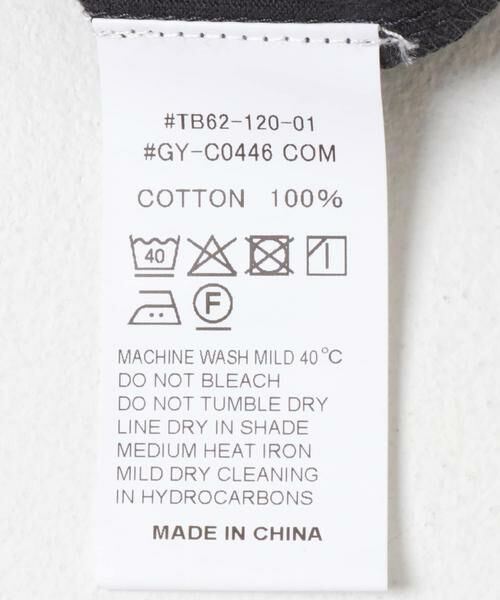 #TB62-120-01
#GY-C0446 COM
COTTON 100%
40
F
MACHINE WASH MILD 40°C
DO NOT BLEACH
DO NOT TUMBLE DRY
LINE DRY IN SHADE
MEDIUM HEAT IRON
MILD DRY CLEANING
IN HYDROCARBONS
MADE IN CHINA